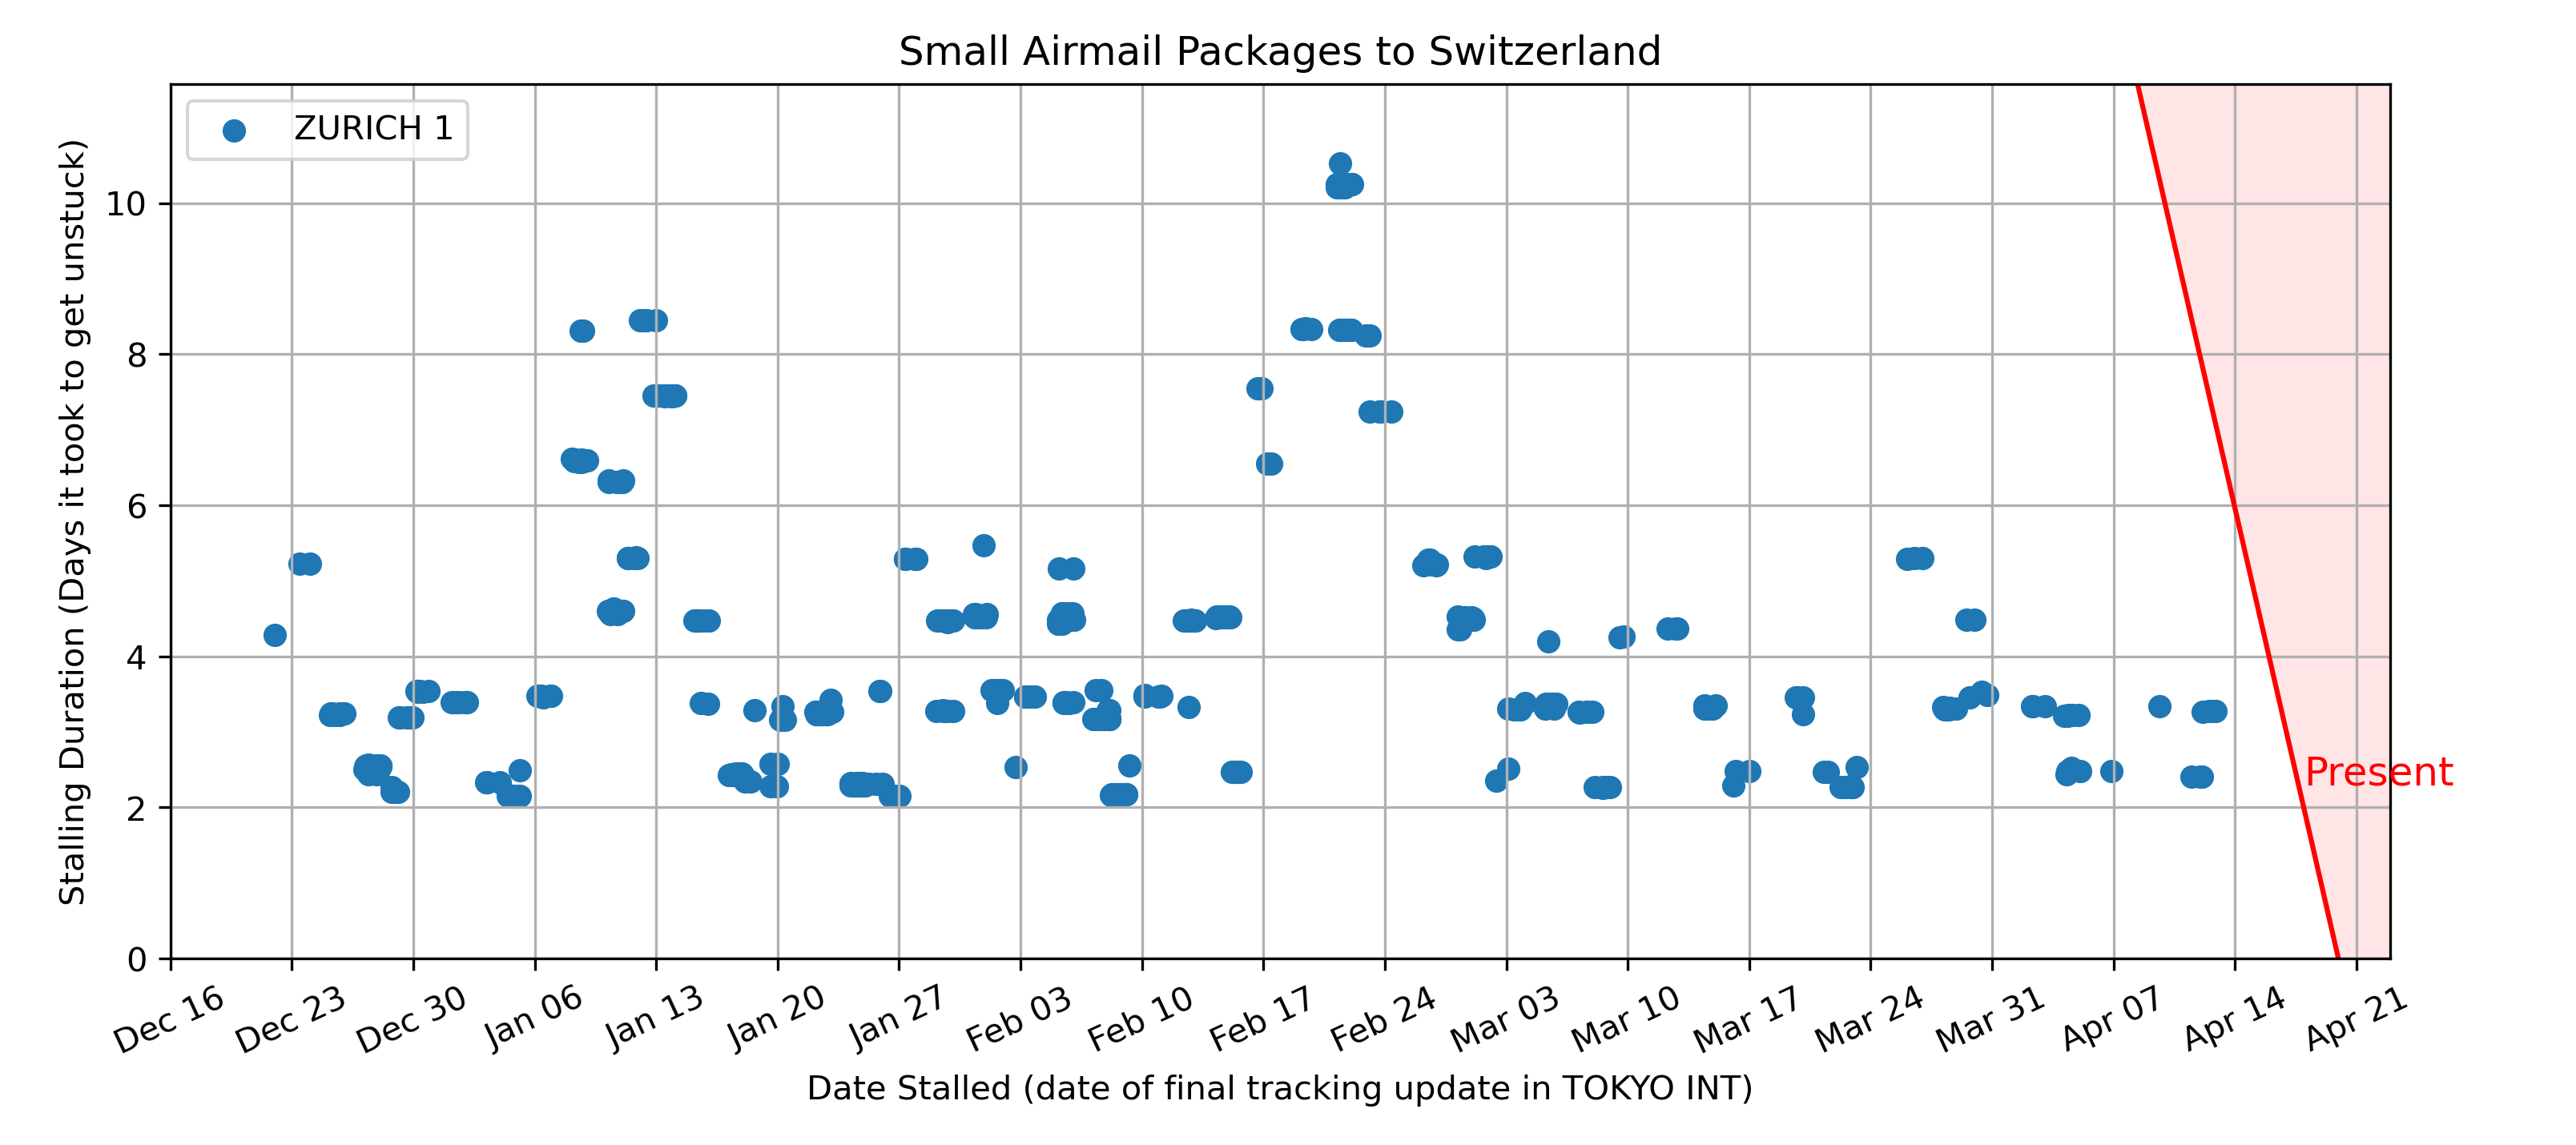 Small Airmail Packages to Switzerland
ZURICH 1
Stalling Duration (Days it took to get unstuck)
10
8
6
4
2
0
Present
Dec 16
Dec 23
Dec 30
Jan 06
Jan 13
Jan 20
Jan 27
Feb 03
Feb 10
Feb 17
Feb 24
Mar 03
Mar 10
Mar 17
Mar 24
Mar 31
Apr 07
Apr 14
Apr 21
Date Stalled (date of final tracking update in TOKYO INT)